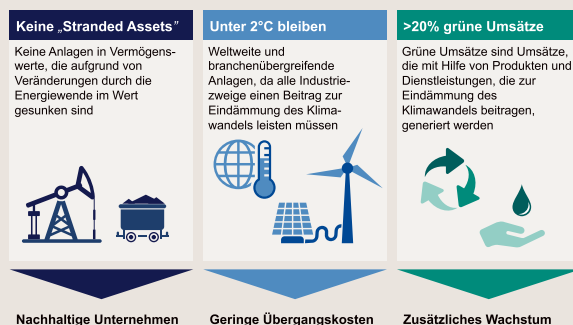 Keine „Stranded Assets“
Keine Anlagen in Vermögens-
werte, die aufgrund von
Veränderungen durch die
Energiewende im Wert
gesunken sind
Unter 2°C bleiben
Weltweite und
branchenübergreifende
Anlagen, da alle Industrie-
zweige einen Beitrag zur
Eindämmung des Klima-
wandels leisten müssen
>20% grüne Umsätze
Grüne Umsätze sind Umsätze,
die mit Hilfe von Produkten und
Dienstleistungen, die zur
Eindämmung des
Klimawandels beitragen,
generiert werden
Nachhaltige Unternehmen
Geringe Übergangskosten
Zusätzliches Wachstum